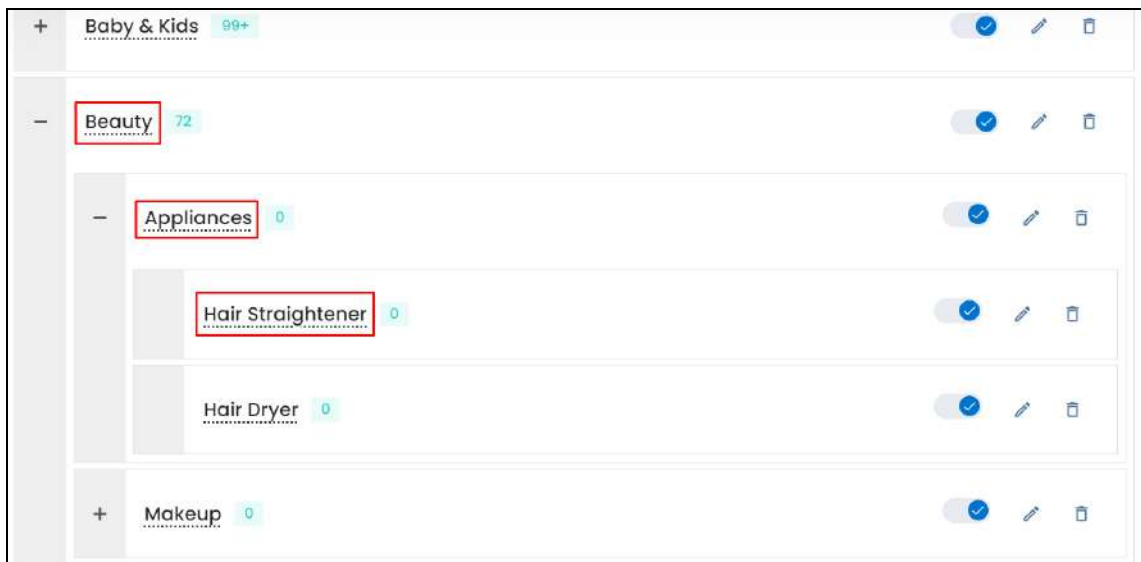 Baby & Kids 99+
Beauty 72
Appliances 0
Hair Straightener 0
Hair Dryer 0
Makeup 0